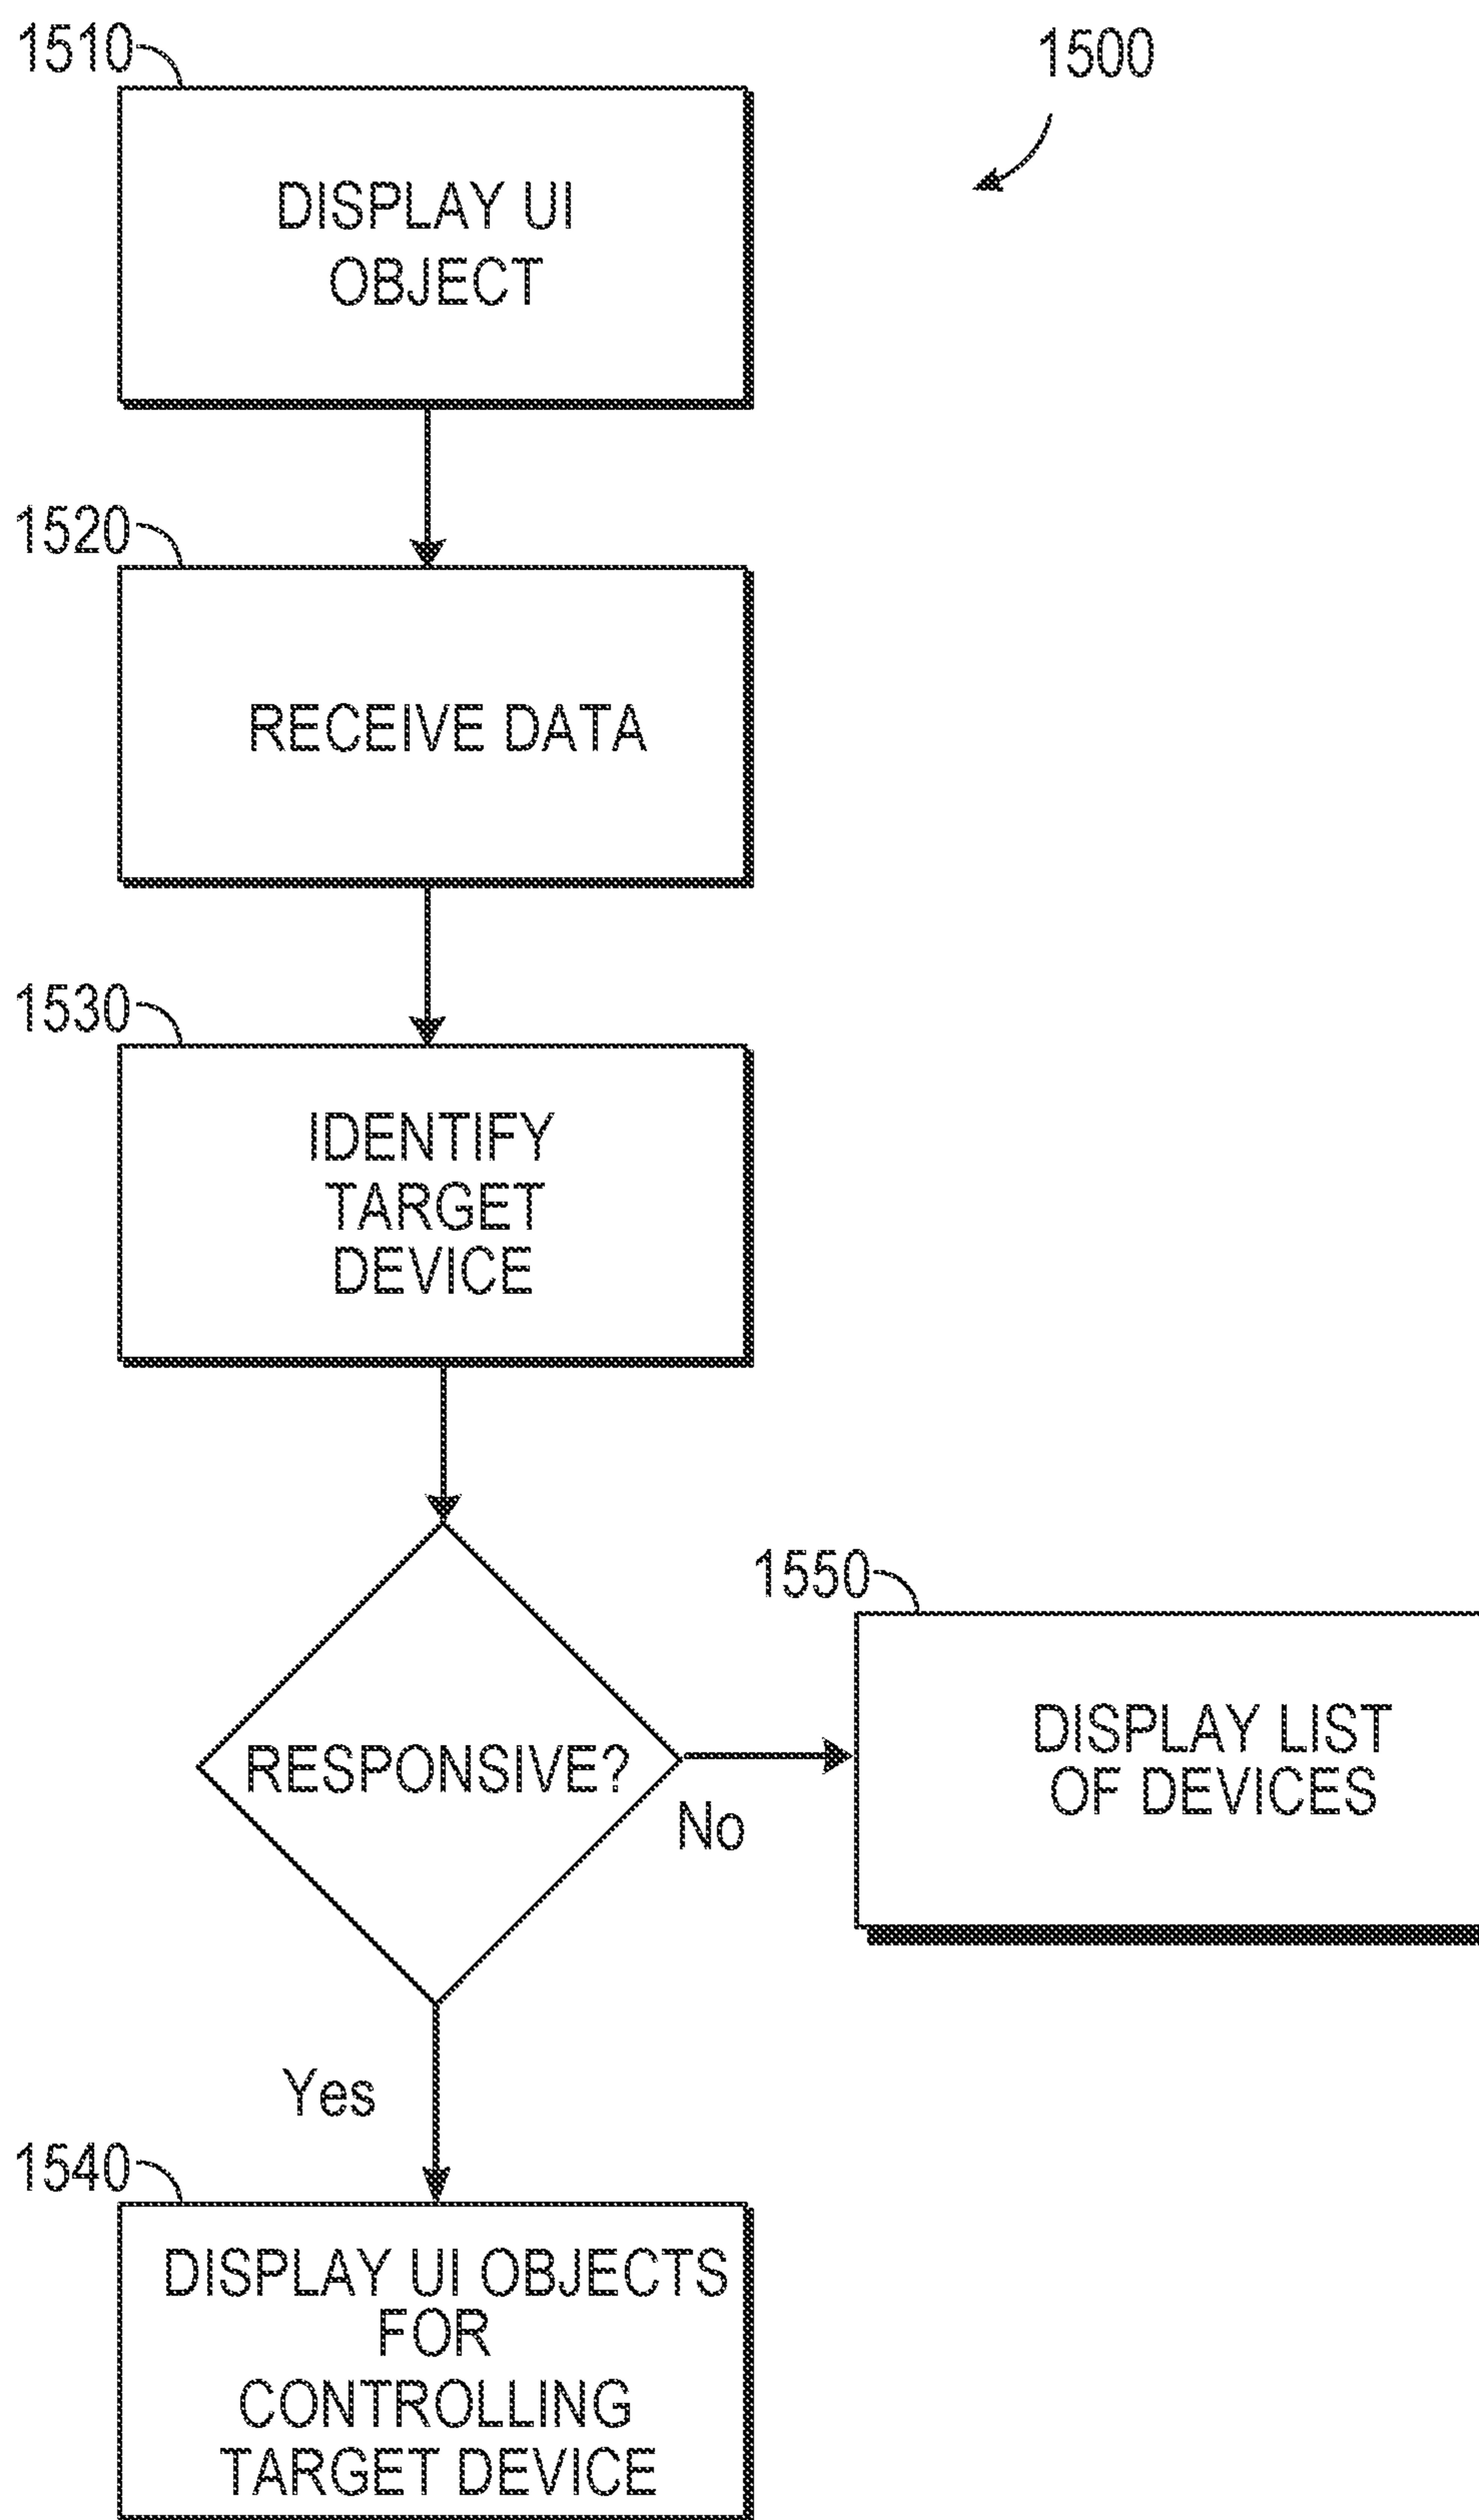 1510
1500
DISPLAY UI
OBJECT
1520
RECEIVE DATA
1530
IDENTIFY
TARGET
DEVICE
1550
DISPLAY LIST
OF DEVICES
RESPONSIVE?
No
Yes
1540
DISPLAY UI OBJECTS
FOR
CONTROLLING
TARGET DEVICE